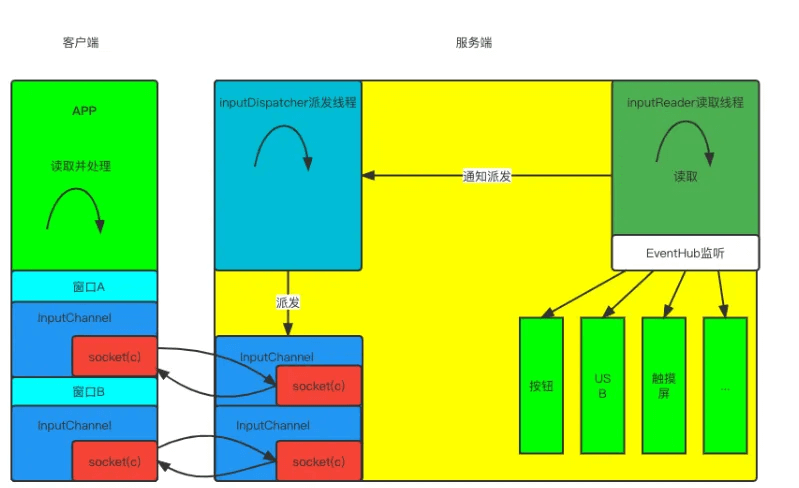 客户端
服务端
APP
读取并处理
窗口A
InputChannel
socket(c)
窗口B
InputChannel
socket(c)
inputDispatcher派发线程
派发
InputChannel
socket(c)
InputChannel
socket(c)
通知派发
inputReader读取线程
读取
EventHub监听
按钮
US
B
触摸
屏
...